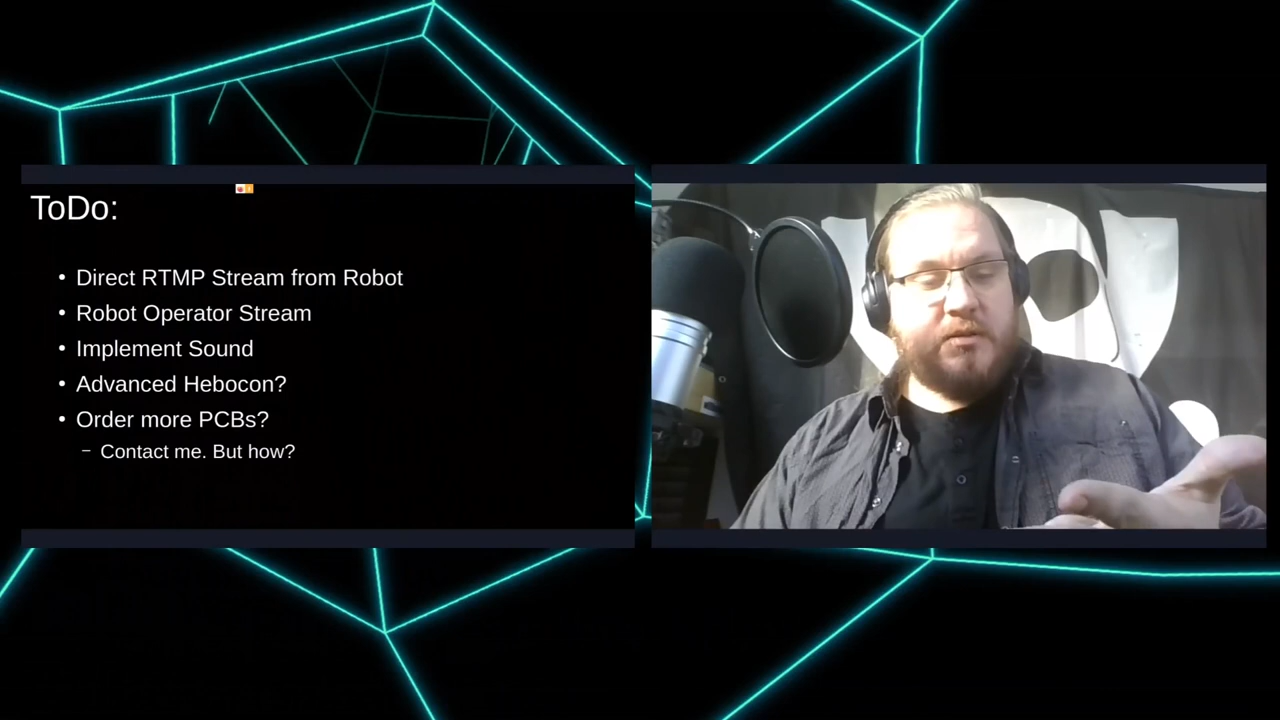 ToDo:
• Direct RTMP Stream from Robot
• Robot Operator Stream
• Implement Sound
• Advanced Hebocon?
• Order more PCBs?
– Contact me. But how?